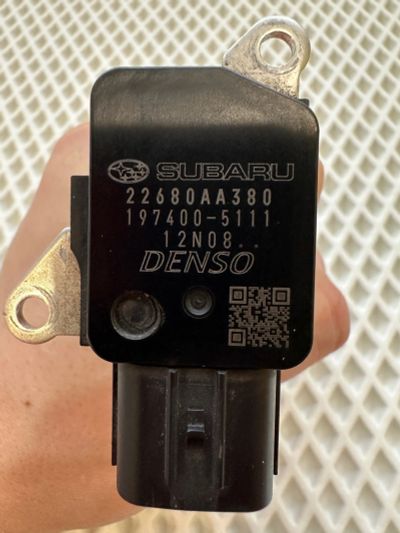 SUBARU
22680AA380
197400-5111
12N08..
DENSO